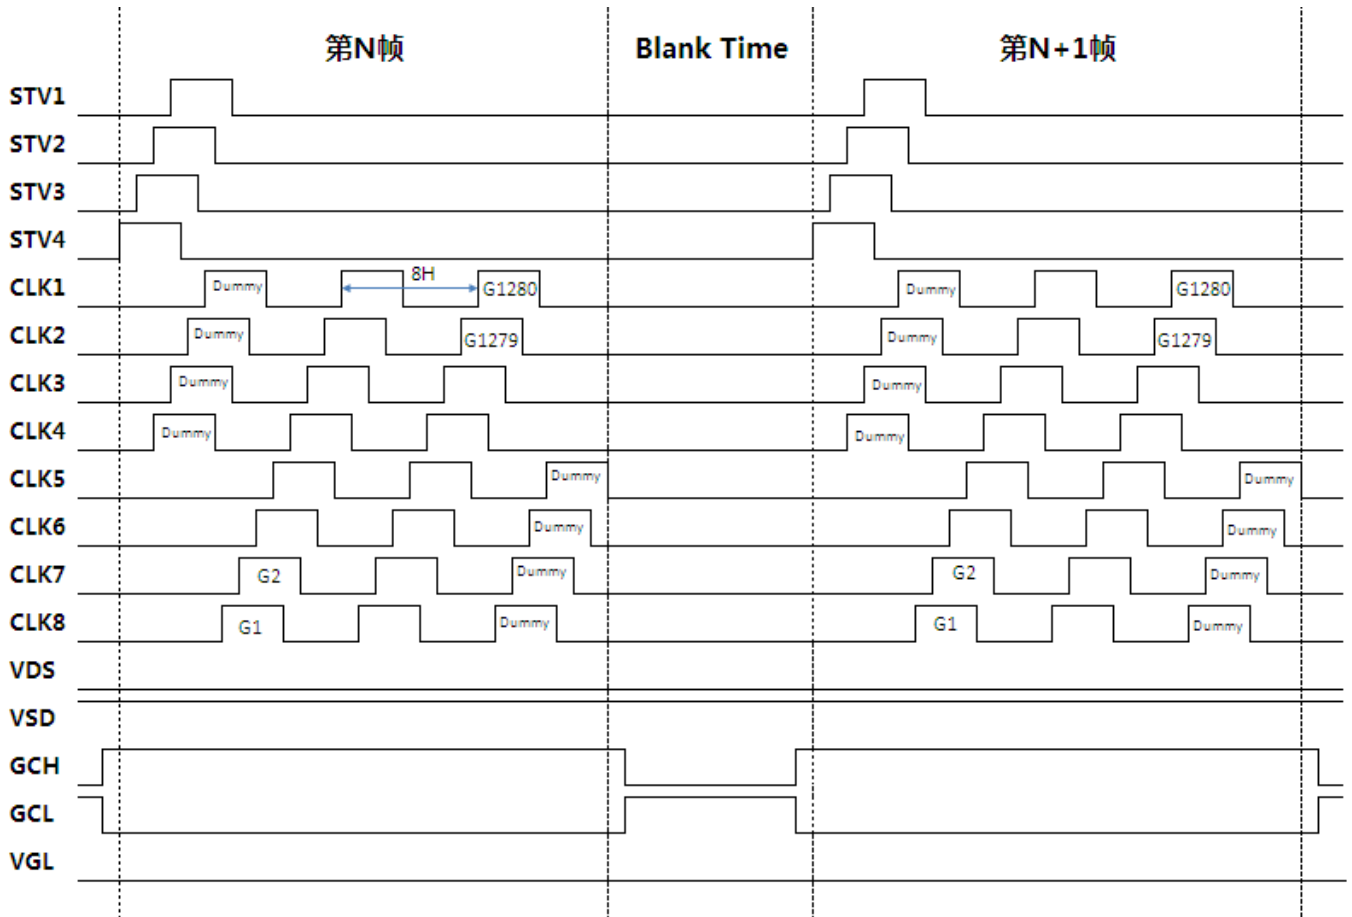 第N帧 Blank Time 第N+1帧
STV1
STV2
STV3
STV4
CLK1 Dummy 8H G1280 Dummy G1280
CLK2 Dummy G1279 Dummy G1279
CLK3 Dummy Dummy
CLK4 Dummy Dummy
CLK5 Dummy Dummy
CLK6 Dummy Dummy
CLK7 G2 Dummy G2 Dummy
CLK8 G1 Dummy G1 Dummy
VDS
VSD
GCH
GCL
VGL